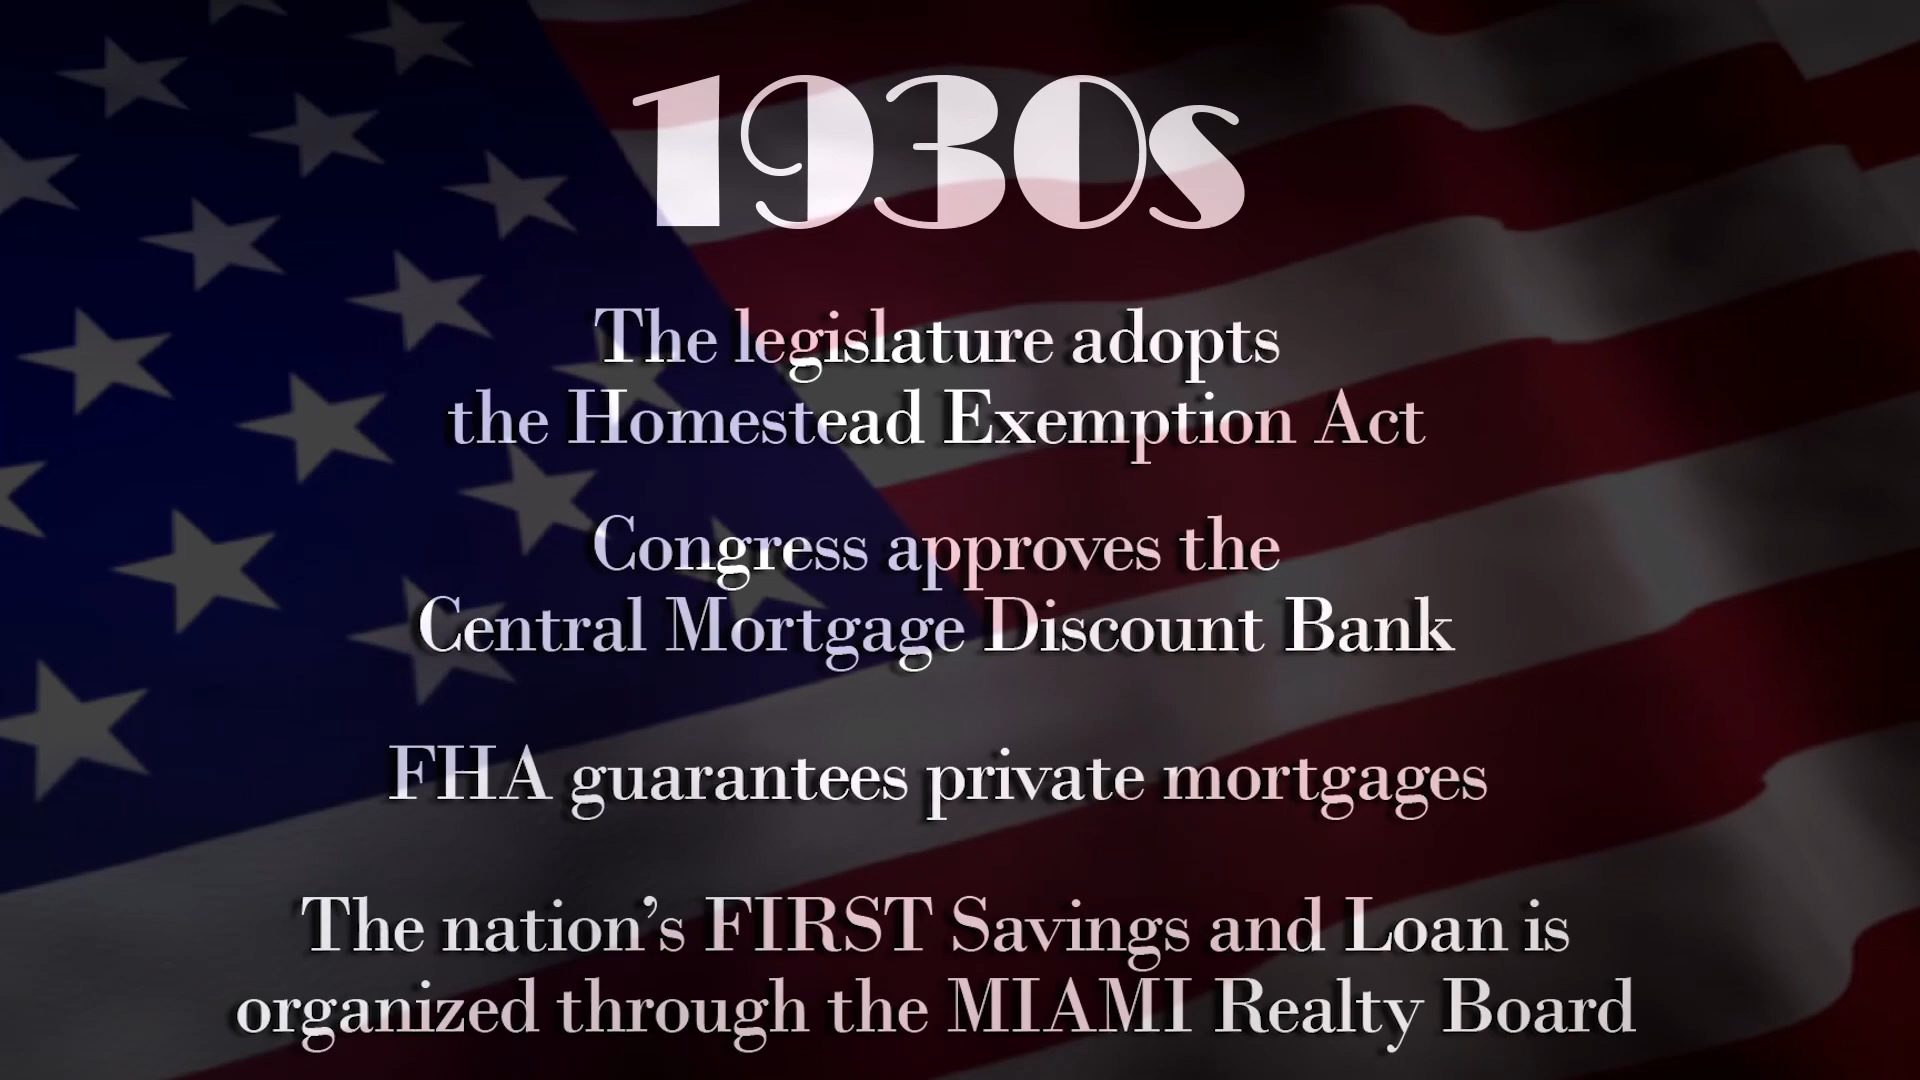 1930s
The legislature adopts
the Homestead Exemption Act
Congress approves the
Central Mortgage Discount Bank
FHA guarantees private mortgages
The nation’s FIRST Savings and Loan is
organized through the MIAMI Realty Board